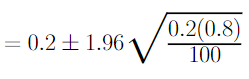 = 0.2 ± 1.96 √(0.2(0.8)/100)